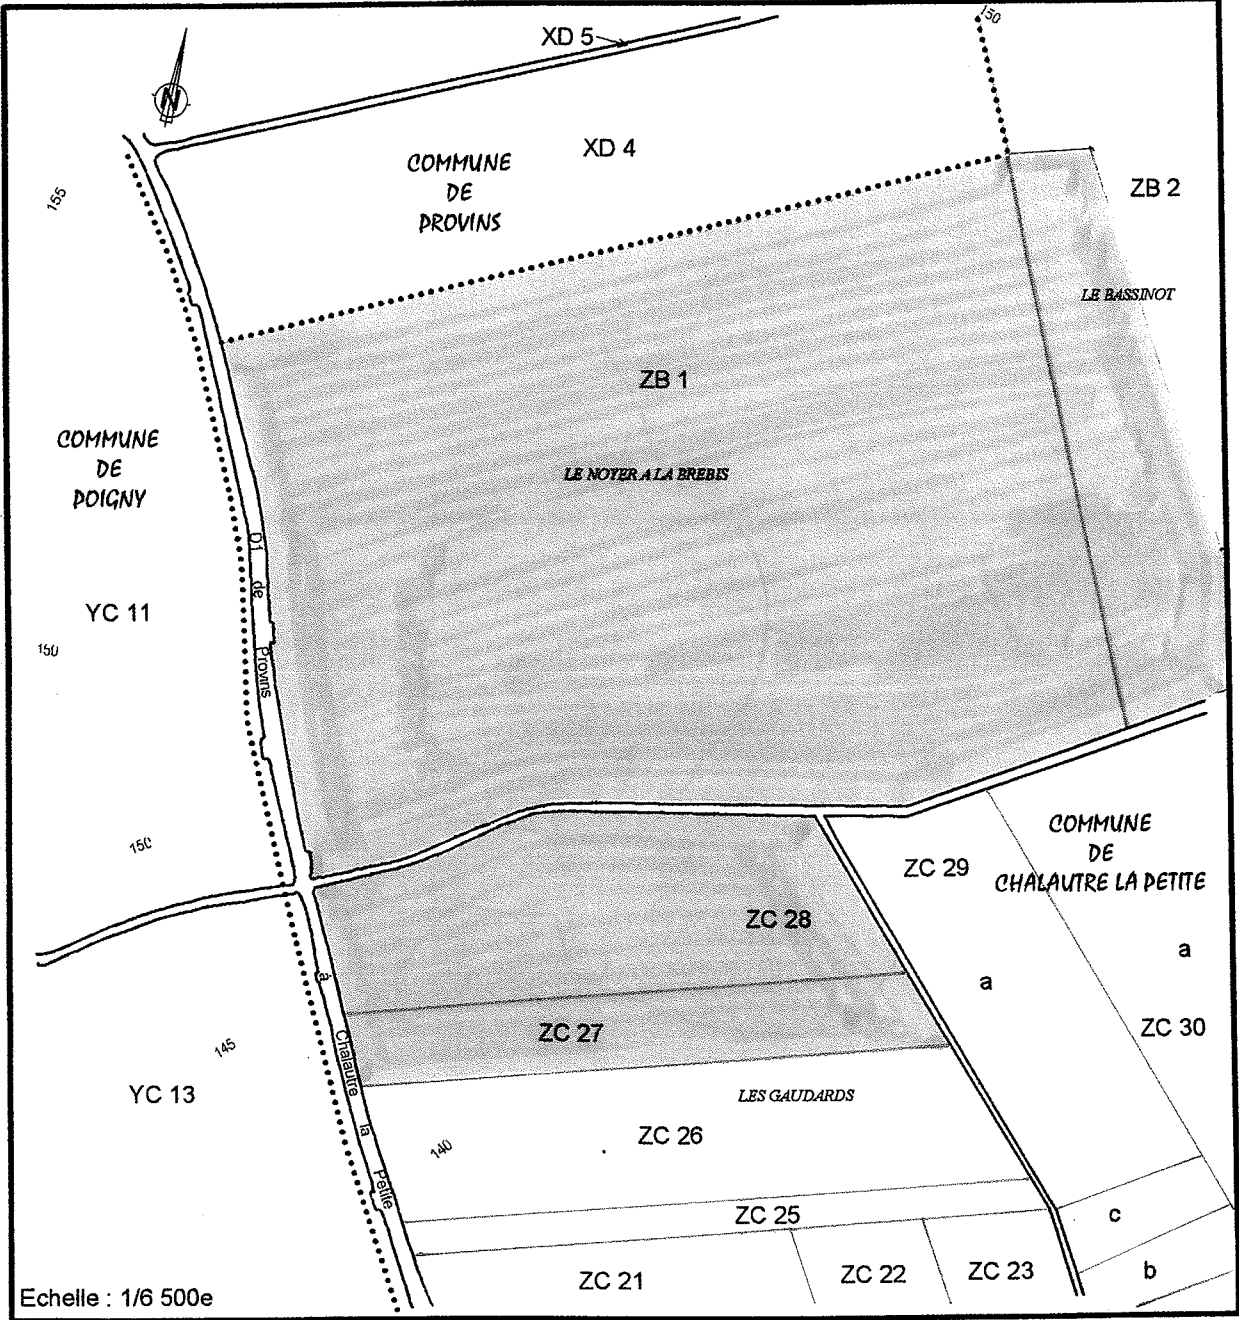 150
XD 5
N
XD 4
COMMUNE
DE
PROVINS
155
ZB 2
LE BASSINOT
ZB 1
COMMUNE
DE
POIGNY
LE NOYER A LA BREBIS
D1 de Provins à Chalautre la Petite
YC 11
150
150
COMMUNE
DE
CHALAUTRE LA PETITE
ZC 29
ZC 28
a
a
ZC 27
ZC 30
145
YC 13
LES GAUDARDS
ZC 26
140
ZC 25
c
ZC 21
ZC 22
ZC 23
b
Echelle : 1/6 500e